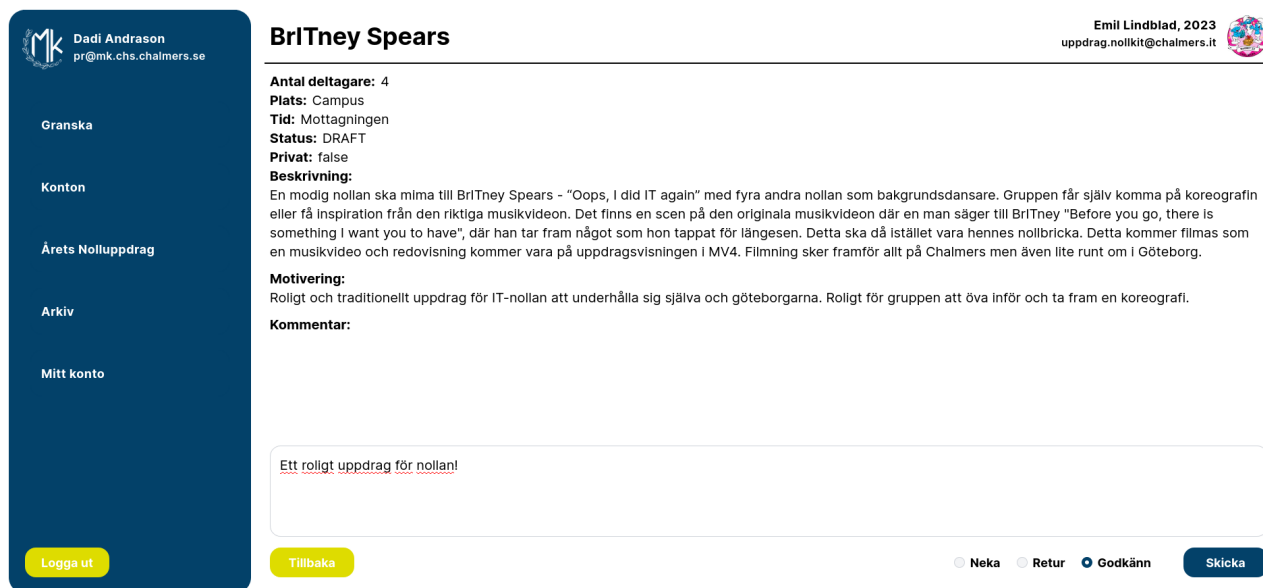 MK
Dadi Andrason
pr@mk.chs.chalmers.se
Granska
Konton
Årets Nolluppdrag
Arkiv
Mitt konto
Logga ut
BrITney Spears
Emil Lindblad, 2023
uppdrag.nollkit@chalmers.it
Antal deltagare: 4
Plats: Campus
Tid: Mottagningen
Status: DRAFT
Privat: false
Beskrivning:
En modig nollan ska mima till BrITney Spears - “Oops, I did IT again” med fyra andra nollan som bakgrundsdansare. Gruppen får själv komma på koreografin
eller få inspiration från den riktiga musikvideon. Det finns en scen på den originala musikvideon där en man säger till BrITney "Before you go, there is
something I want you to have", där han tar fram något som hon tappat för längesen. Detta ska då istället vara hennes nollbricka. Detta kommer filmas som
en musikvideo och redovisning kommer vara på uppdragsvisningen i MV4. Filmning sker framför allt på Chalmers men även lite runt om i Göteborg.
Motivering:
Roligt och traditionellt uppdrag för IT-nollan att underhålla sig själva och göteborgarna. Roligt för gruppen att öva inför och ta fram en koreografi.
Kommentar:
Ett roligt uppdrag för nollan!
Tillbaka
Neka
Retur
Godkänn
Skicka